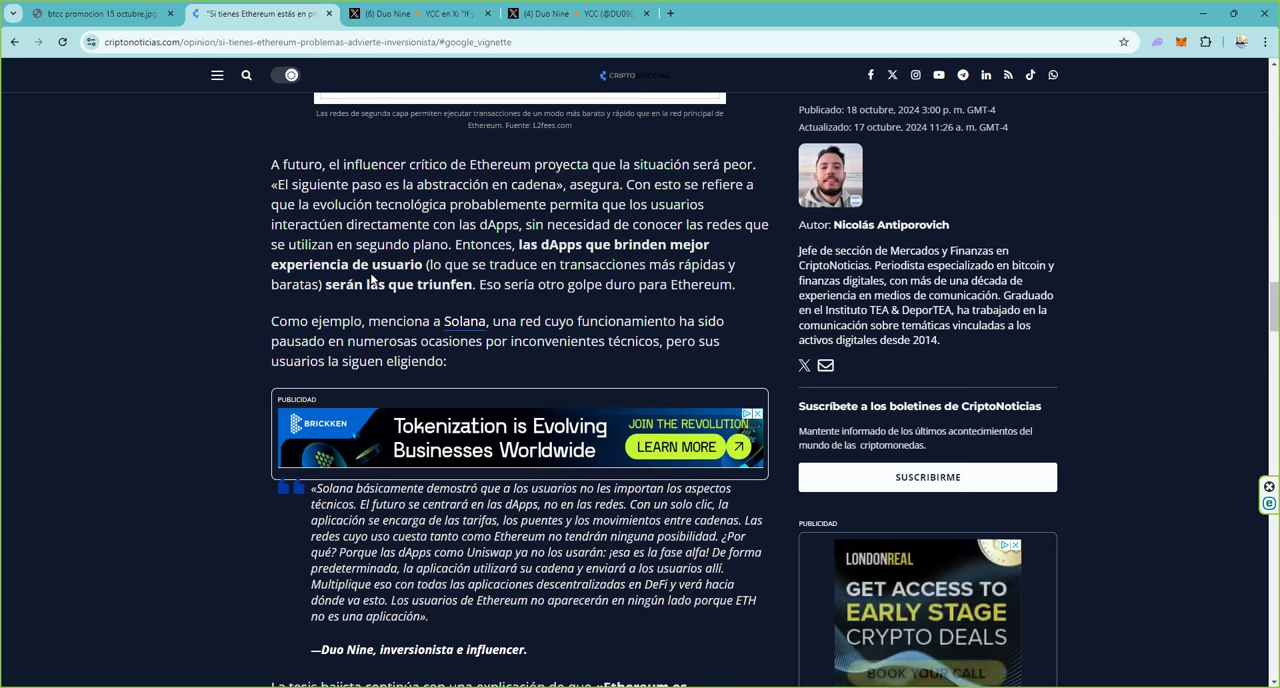 btcc promocion 15 octubre.jpg
"Si tienes Ethereum estás en pr
(6) Duo Nine
YCC en X: "If y
(4) Duo Nine
YCC (@DU09B
criptonoticias.com/opinion/si-tienes-ethereum-problemas-advierte-inversionista/#google_vignette
CRIPTONOTICIAS
Las redes de segunda capa permiten ejecutar transacciones de un modo más barato y rápido que en la red principal de
Ethereum. Fuente: L2fees.com
A futuro, el influencer crítico de Ethereum proyecta que la situación será peor.
«El siguiente paso es la abstracción en cadena», asegura. Con esto se refiere a
que la evolución tecnológica probablemente permita que los usuarios
interactúen directamente con las dApps, sin necesidad de conocer las redes que
se utilizan en segundo plano. Entonces, las dApps que brinden mejor
experiencia de usuario (lo que se traduce en transacciones más rápidas y
baratas) serán las que triunfen. Eso sería otro golpe duro para Ethereum.
Como ejemplo, menciona a Solana, una red cuyo funcionamiento ha sido
pausado en numerosas ocasiones por inconvenientes técnicos, pero sus
usuarios la siguen eligiendo:
PUBLICIDAD
BRICKKEN
Tokenization is Evolving
Businesses Worldwide
JOIN THE REVOLUTION
LEARN MORE
«Solana básicamente demostró que a los usuarios no les importan los aspectos
técnicos. El futuro se centrará en las dApps, no en las redes. Con un solo clic, la
aplicación se encarga de las tarifas, los puentes y los movimientos entre cadenas. Las
redes cuyo uso cuesta tanto como Ethereum no tendrán ninguna posibilidad. ¿Por
qué? Porque las dApps como Uniswap ya no los usarán: ¡esa es la fase alfa! De forma
predeterminada, la aplicación utilizará su cadena y enviará a los usuarios allí.
Multiplique eso con todas las aplicaciones descentralizadas en DeFi y verá hacia
dónde va esto. Los usuarios de Ethereum no aparecerán en ningún lado porque ETH
no es una aplicación».
—Duo Nine, inversionista e influencer.
La tesis bajista continúa con una explicación de que «Ethereum es
Publicado: 18 octubre, 2024 3:00 p. m. GMT-4
Actualizado: 17 octubre, 2024 11:26 a. m. GMT-4
Autor: Nicolás Antiporovich
Jefe de sección de Mercados y Finanzas en
CriptoNoticias. Periodista especializado en bitcoin y
finanzas digitales, con más de una década de
experiencia en medios de comunicación. Graduado
en el Instituto TEA & DeporTEA, ha trabajado en la
comunicación sobre temáticas vinculadas a los
activos digitales desde 2014.
Suscríbete a los boletines de CriptoNoticias
Mantente informado de los últimos acontecimientos del
mundo de las criptomonedas.
SUSCRIBIRME
PUBLICIDAD
LONDONREAL
GET ACCESS TO
EARLY STAGE
CRYPTO DEALS
BOOK YOUR CALL